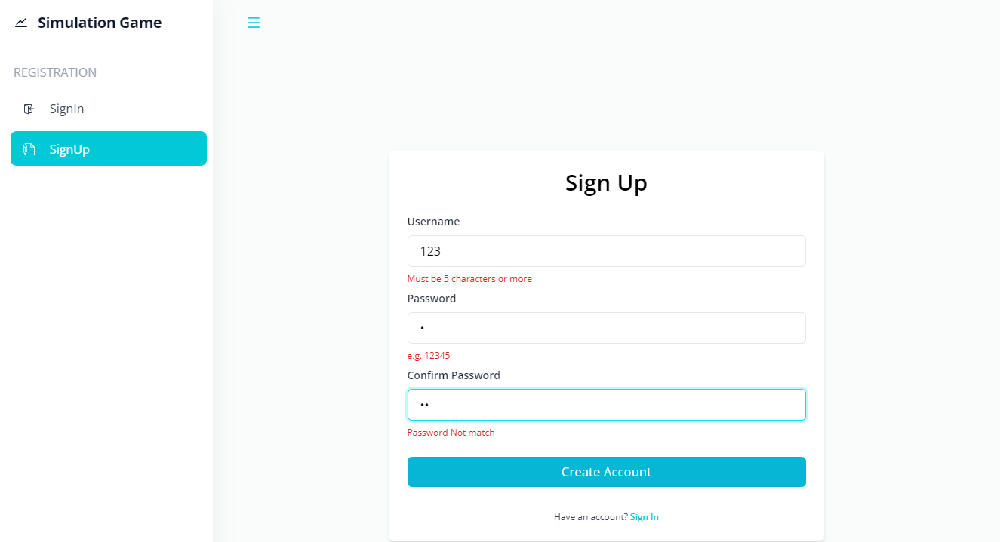 Simulation Game
REGISTRATION
SignIn
SignUp
Sign Up
Username
123
Must be 5 characters or more
Password
•
e.g. 12345
Confirm Password
••
Password Not match
Create Account
Have an account? Sign In